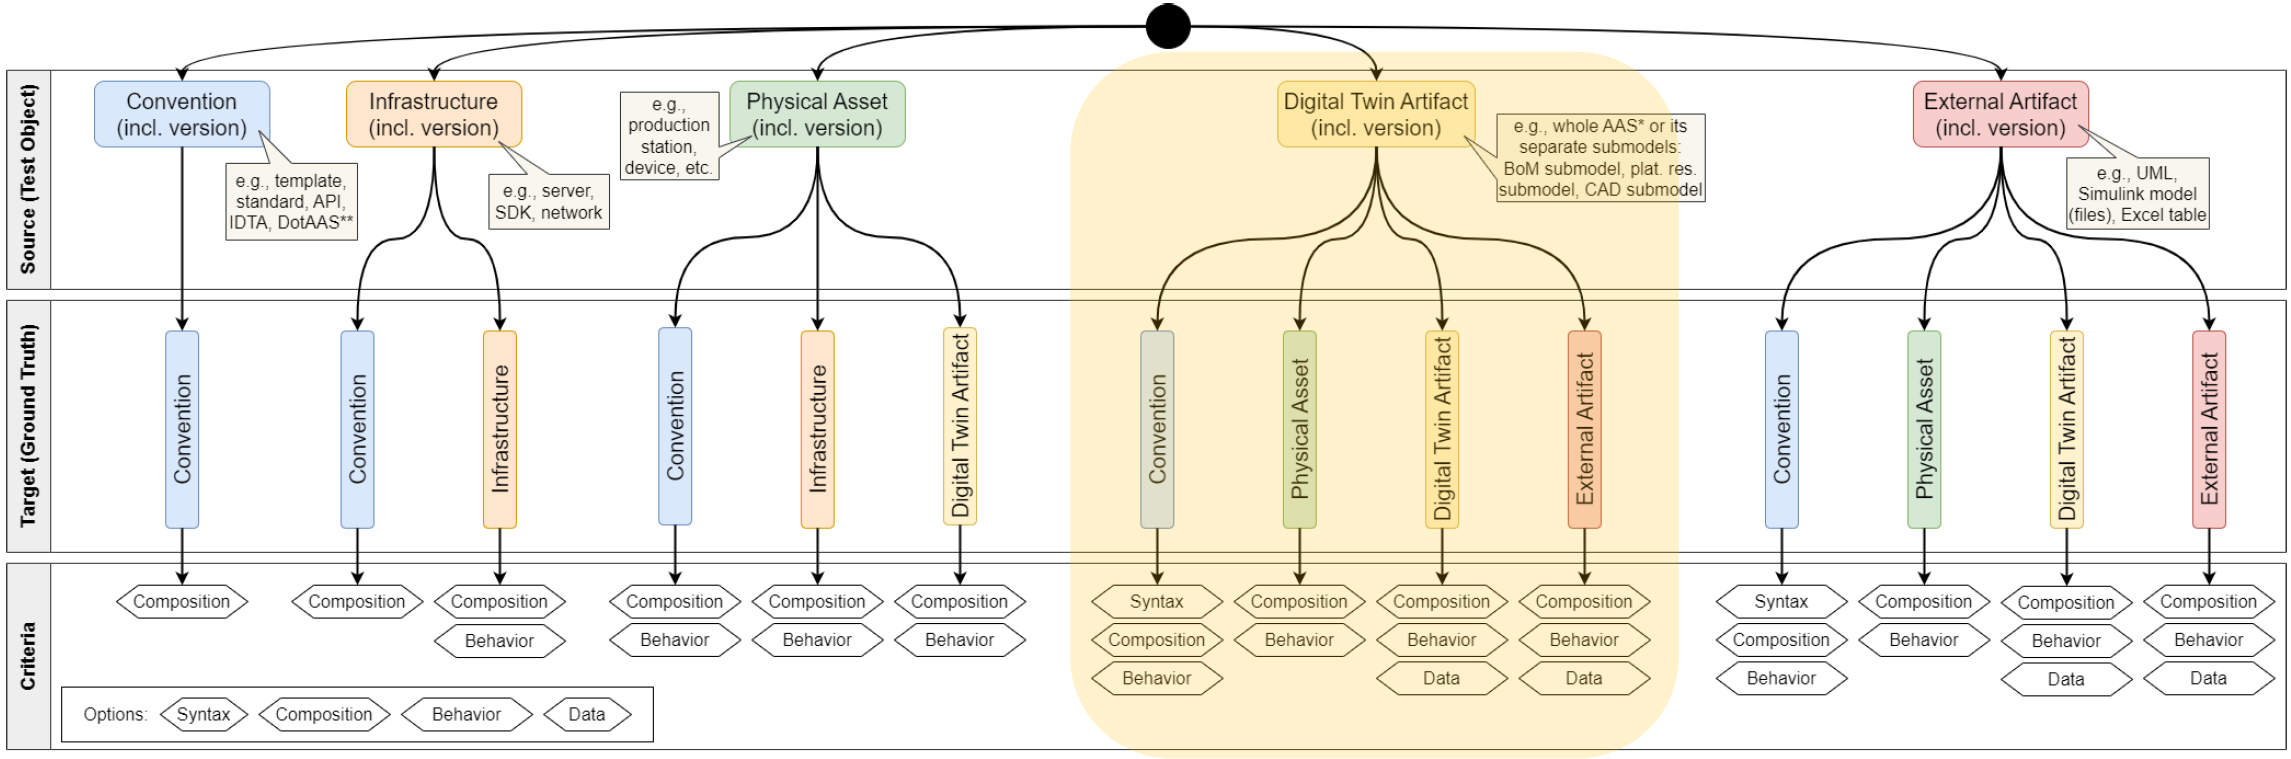 Source (Test Object)
Convention
(incl. version)
e.g., template,
standard, API,
IDTA, DotAAS**
Infrastructure
(incl. version)
e.g., server,
SDK, network
e.g.,
production
station,
device, etc.
Physical Asset
(incl. version)
Digital Twin Artifact
(incl. version)
e.g., whole AAS* or its
separate submodels:
BoM submodel, plat. res.
submodel, CAD submodel
External Artifact
(incl. version)
e.g., UML,
Simulink model
(files), Excel table
Target (Ground Truth)
Convention
Convention
Infrastructure
Convention
Infrastructure
Digital Twin Artifact
Convention
Physical Asset
Digital Twin Artifact
External Artifact
Convention
Physical Asset
Digital Twin Artifact
External Artifact
Criteria
Composition
Composition
Composition
Behavior
Composition
Behavior
Composition
Behavior
Composition
Behavior
Syntax
Composition
Behavior
Composition
Behavior
Composition
Behavior
Data
Composition
Behavior
Data
Syntax
Composition
Behavior
Composition
Behavior
Composition
Behavior
Data
Composition
Behavior
Data
Options: Syntax Composition Behavior Data